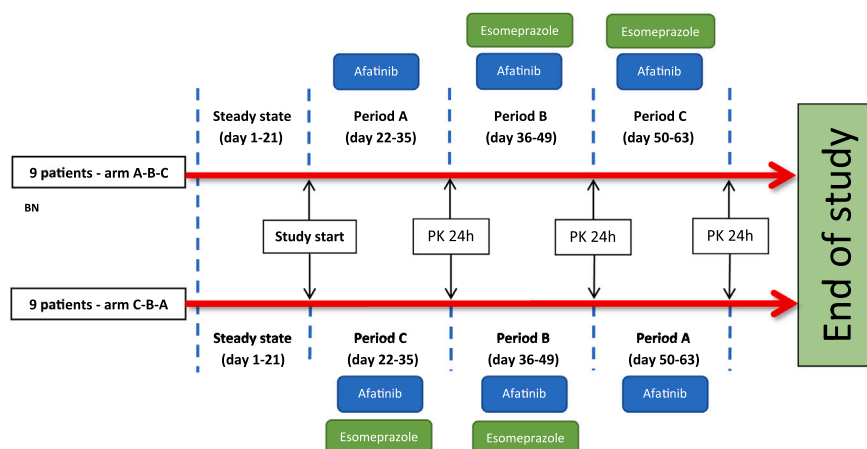 Esomeprazole Esomeprazole
Afatinib Afatinib Afatinib
Steady state Period A Period B Period C
(day 1-21) (day 22-35) (day 36-49) (day 50-63)
9 patients - arm A-B-C
BN
Study start PK 24h PK 24h PK 24h
9 patients - arm C-B-A
Steady state Period C Period B Period A
(day 1-21) (day 22-35) (day 36-49) (day 50-63)
Afatinib Afatinib Afatinib
Esomeprazole Esomeprazole
End of study